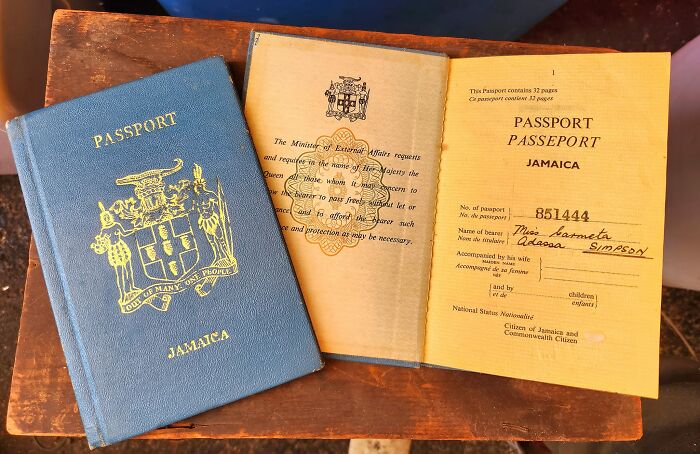 PASSPORT
OUT OF MANY, ONE PEOPLE
JAMAICA
The Minister of External Affairs requests
and requires in the name of Her Majesty the
Queen all those whom it may concern to
ow the bearer to pass freely without let or
ance, and to afford the bearer such
ce and protection as may be necessary.
1
This Passport contains 32 pages
Ce passeport contient 32 pages
PASSPORT
PASSEPORT
JAMAICA
No. of passport
No. de passeport
851444
Name of bearer
Nom du titulaire
Miss Carmeta
Adassa SIMPSON
Accompanied by his wife
MAIDEN NAME
Accompagné de sa femme
née
and by
et de
children
enfants
National Status Nationalité
Citizen of Jamaica and
Commonwealth Citizen